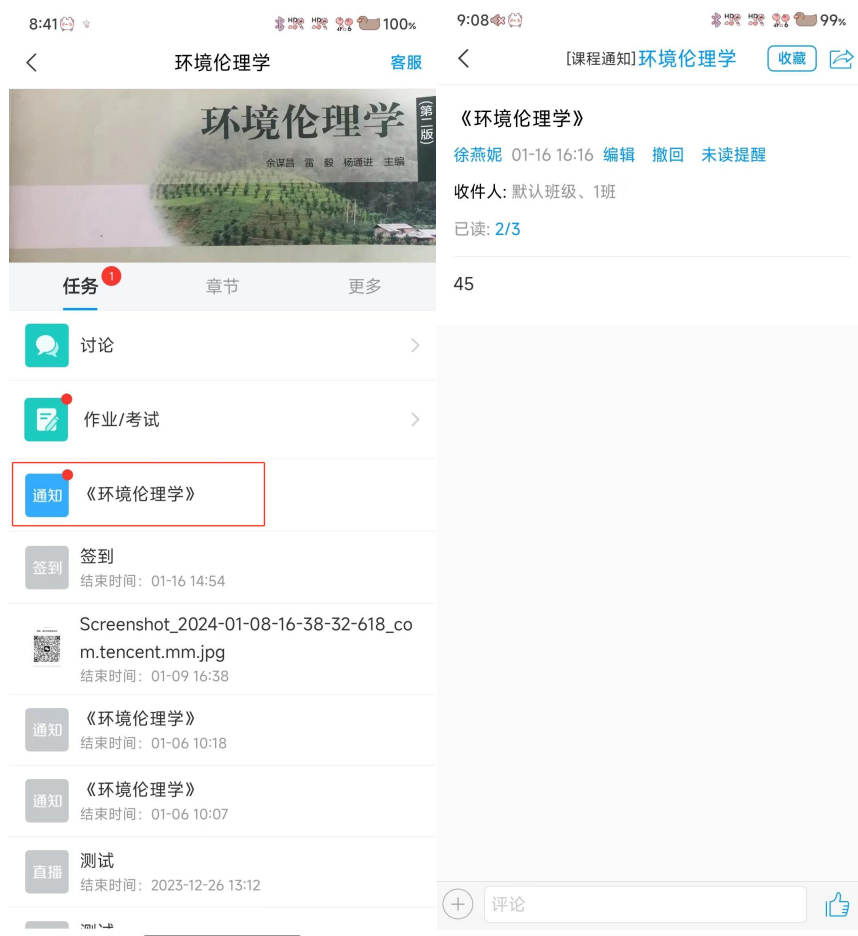 8:41
100%
环境伦理学
客服
环境伦理学
(第二版)
余谋昌 雷 毅 杨通进 主编
任务
1
章节
更多
讨论
作业/考试
通知
《环境伦理学》
签到
签到
结束时间：01-16 14:54
Screenshot_2024-01-08-16-38-32-618_co
m.tencent.mm.jpg
结束时间：01-09 16:38
通知
《环境伦理学》
结束时间：01-06 10:18
通知
《环境伦理学》
结束时间：01-06 10:07
直播
测试
结束时间：2023-12-26 13:12
9:08
99%
[课程通知]环境伦理学
收藏
《环境伦理学》
徐燕妮 01-16 16:16 编辑 撤回 未读提醒
收件人: 默认班级、1班
已读: 2/3
45
评论